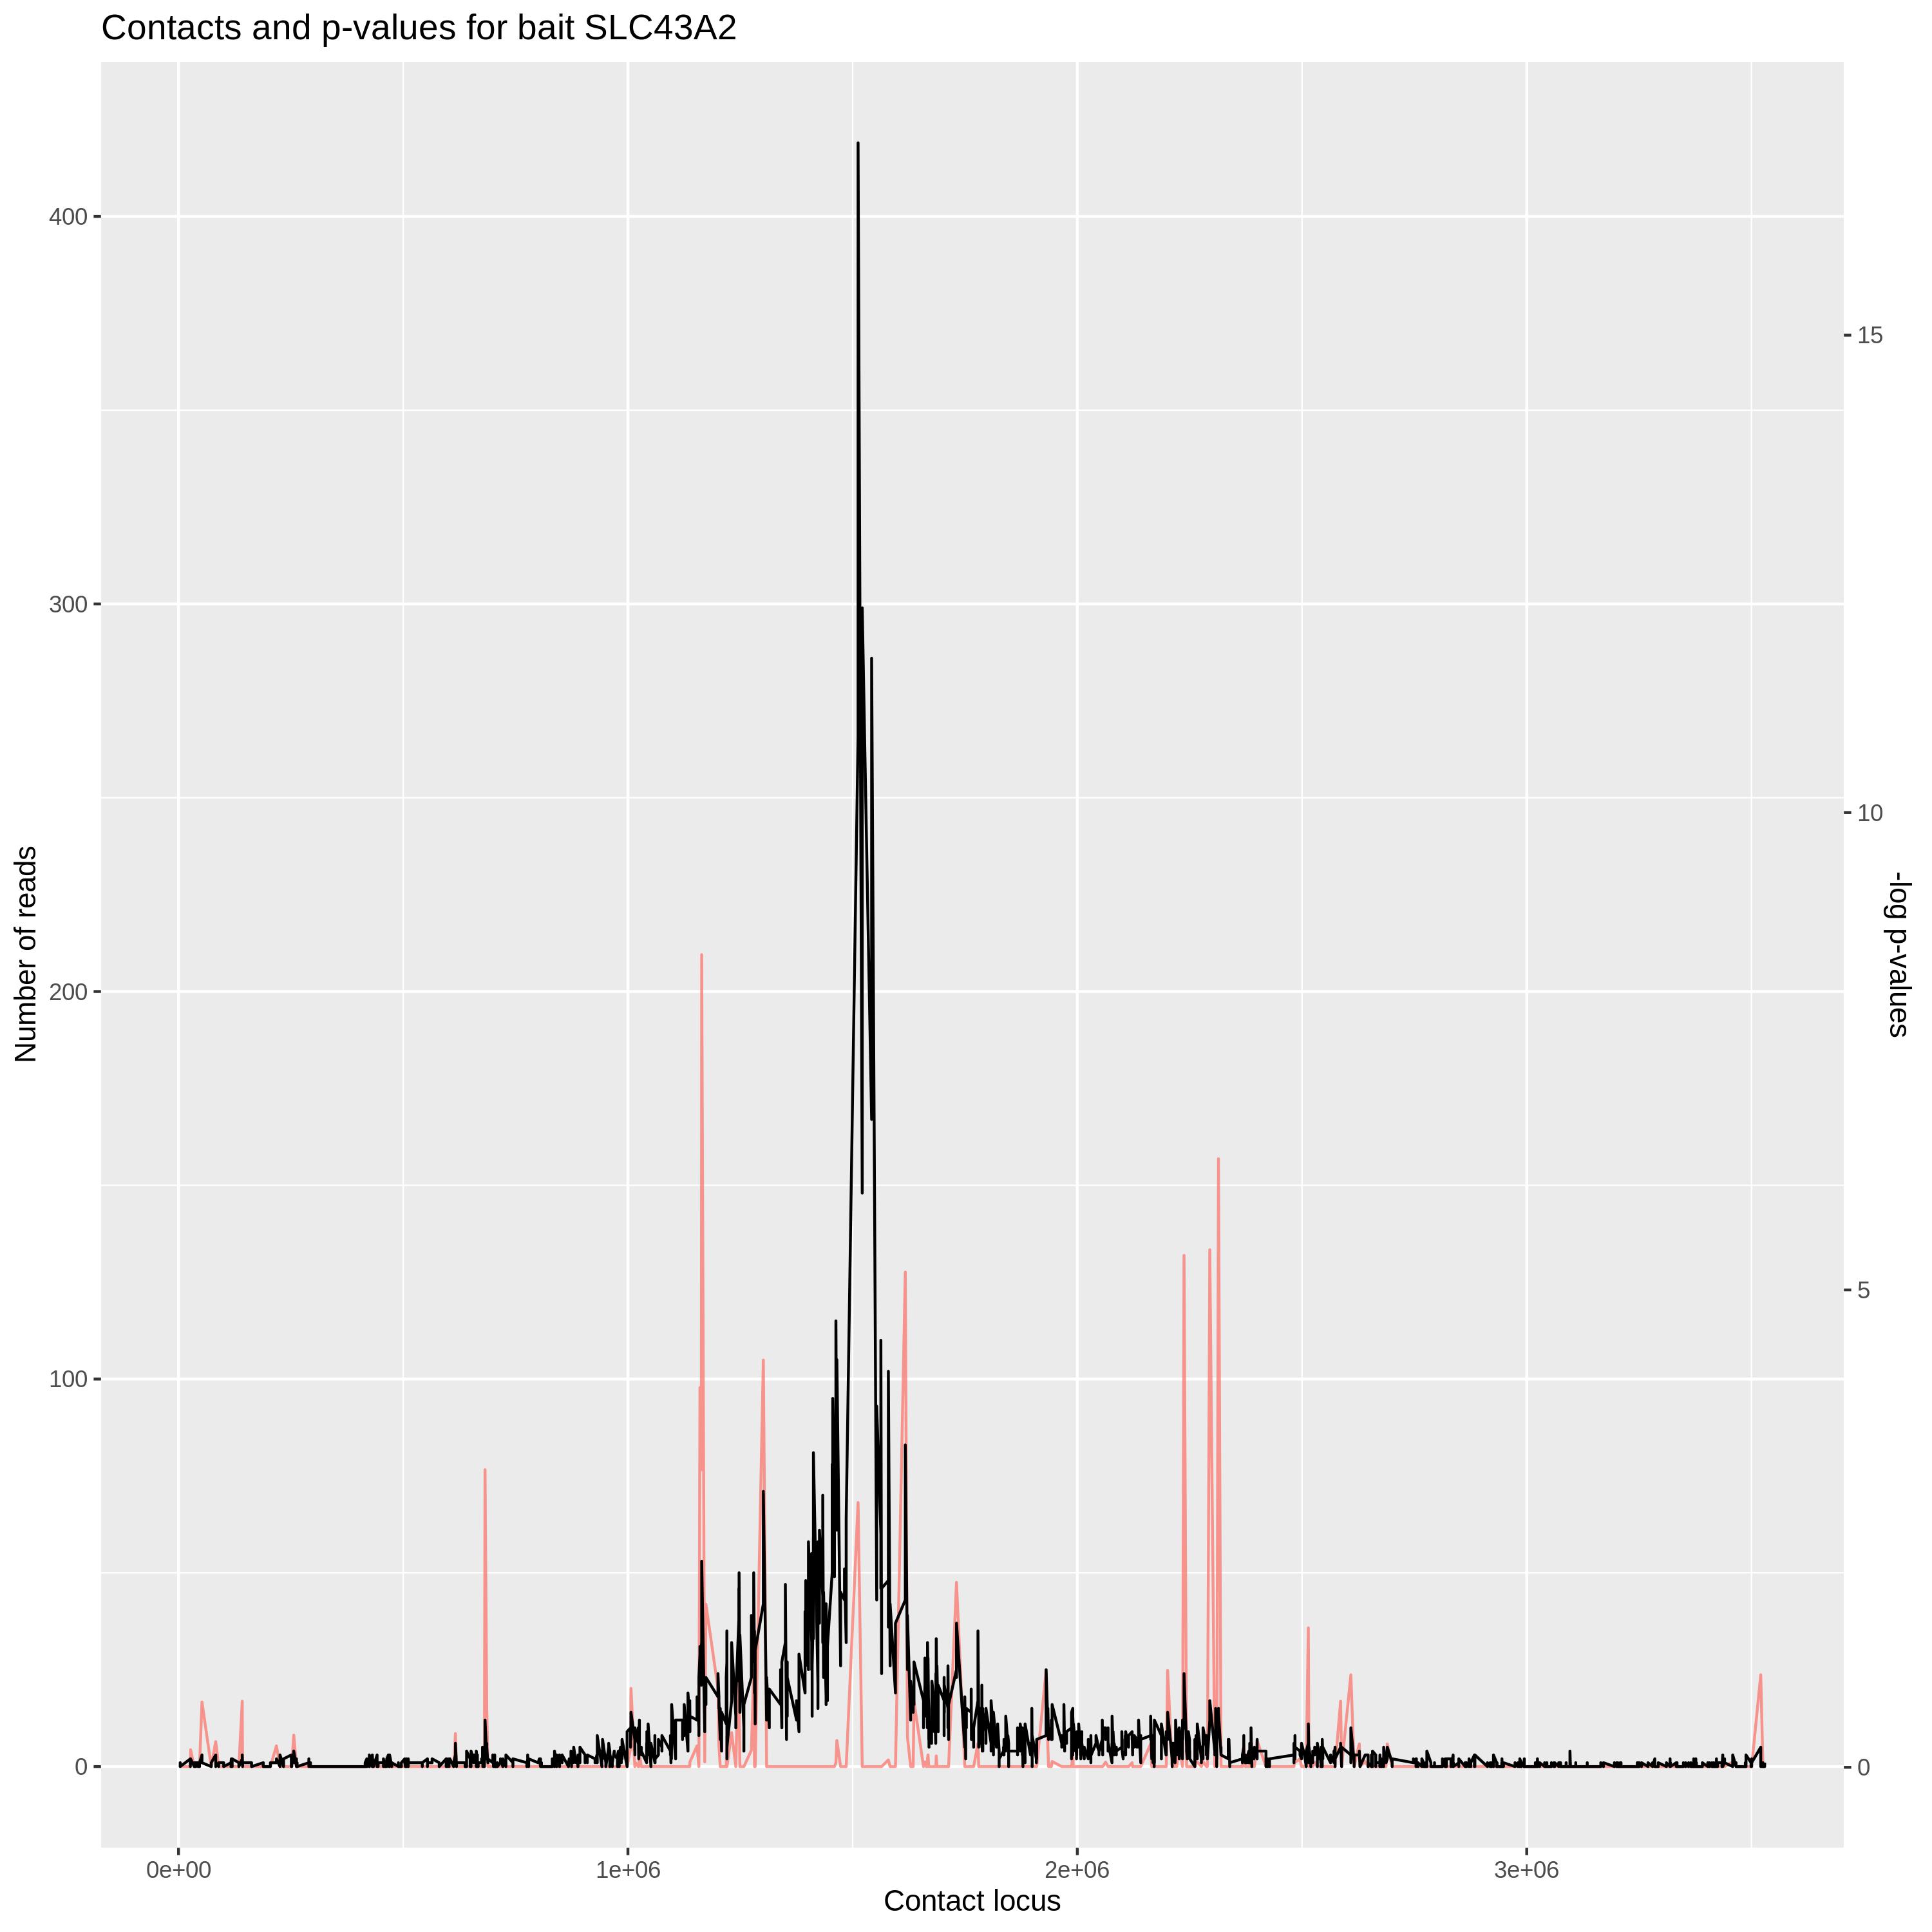 Contacts and p-values for bait SLC43A2
400
300
200
100
0
15
10
5
0
Number of reads
-log p-values
0e+00
1e+06
2e+06
3e+06
Contact locus